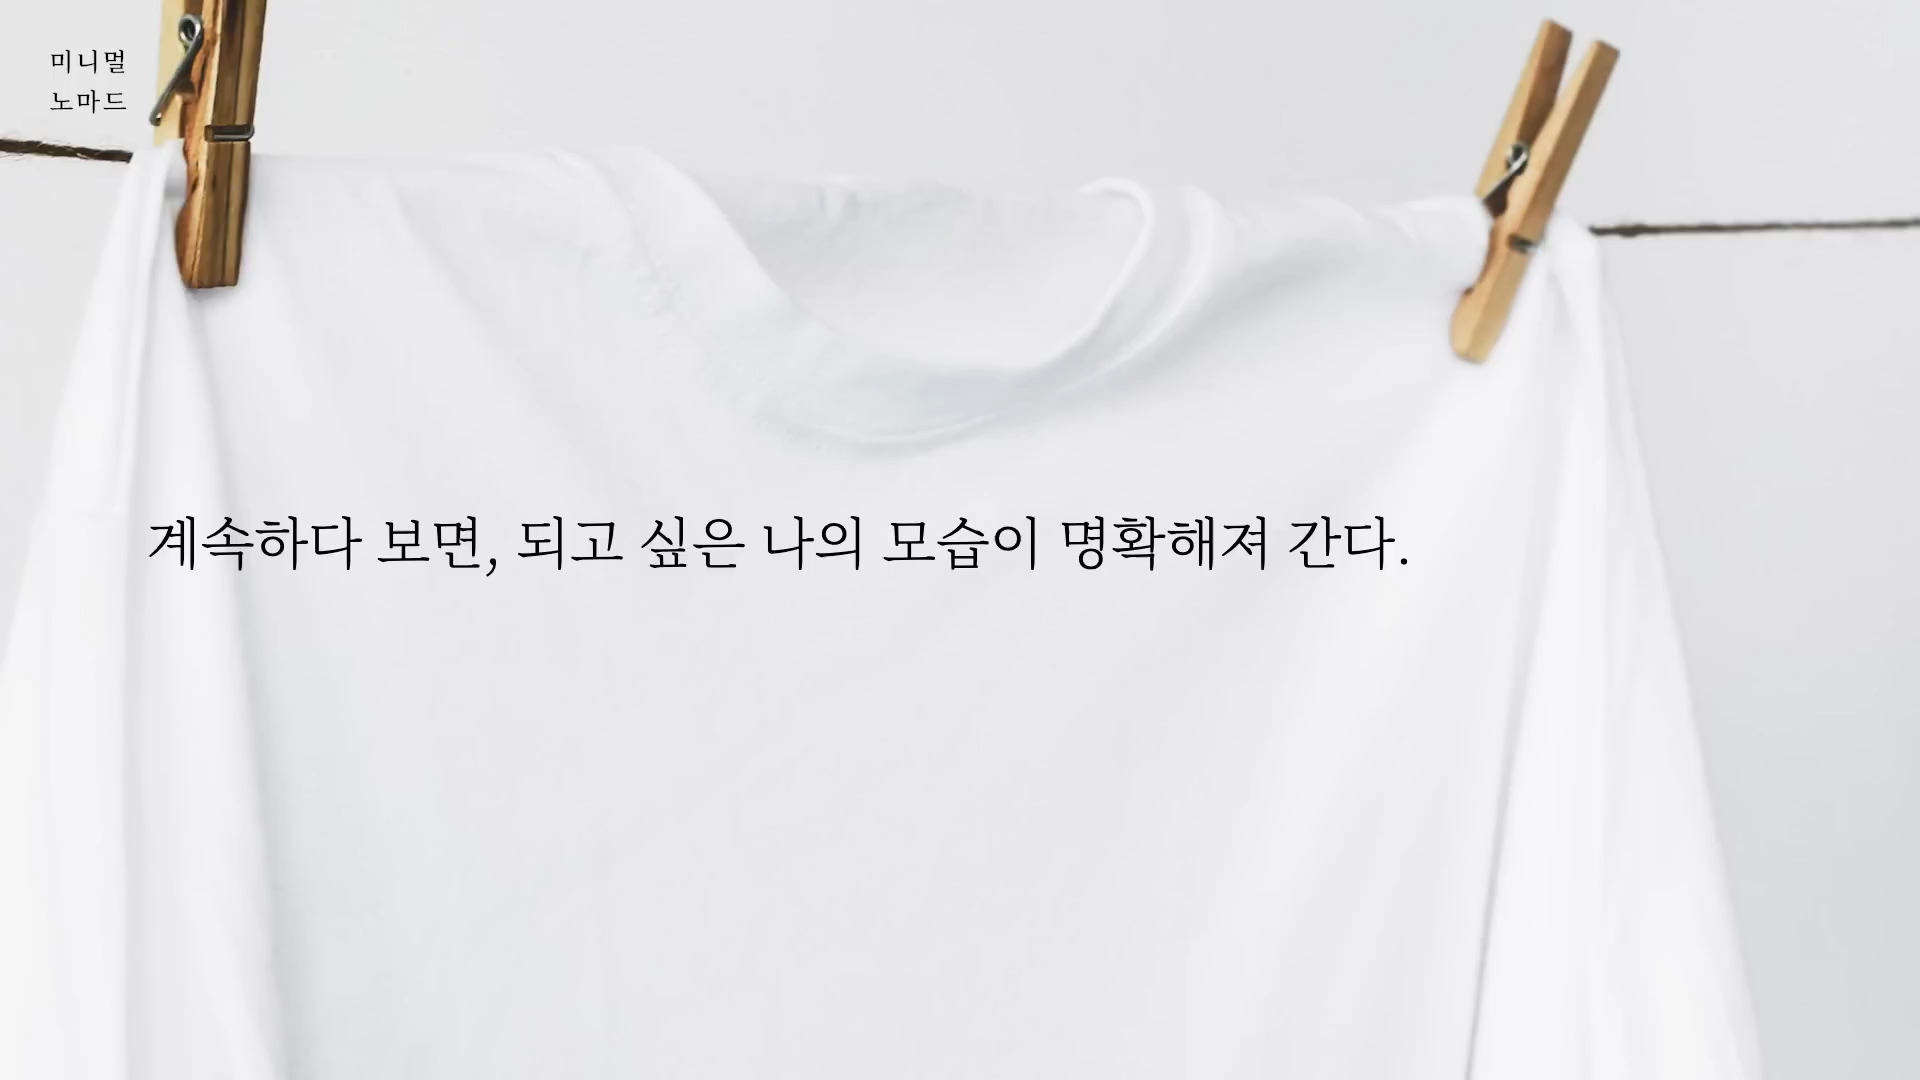 미니멀
노마드
계속하다 보면, 되고 싶은 나의 모습이 명확해져 간다.